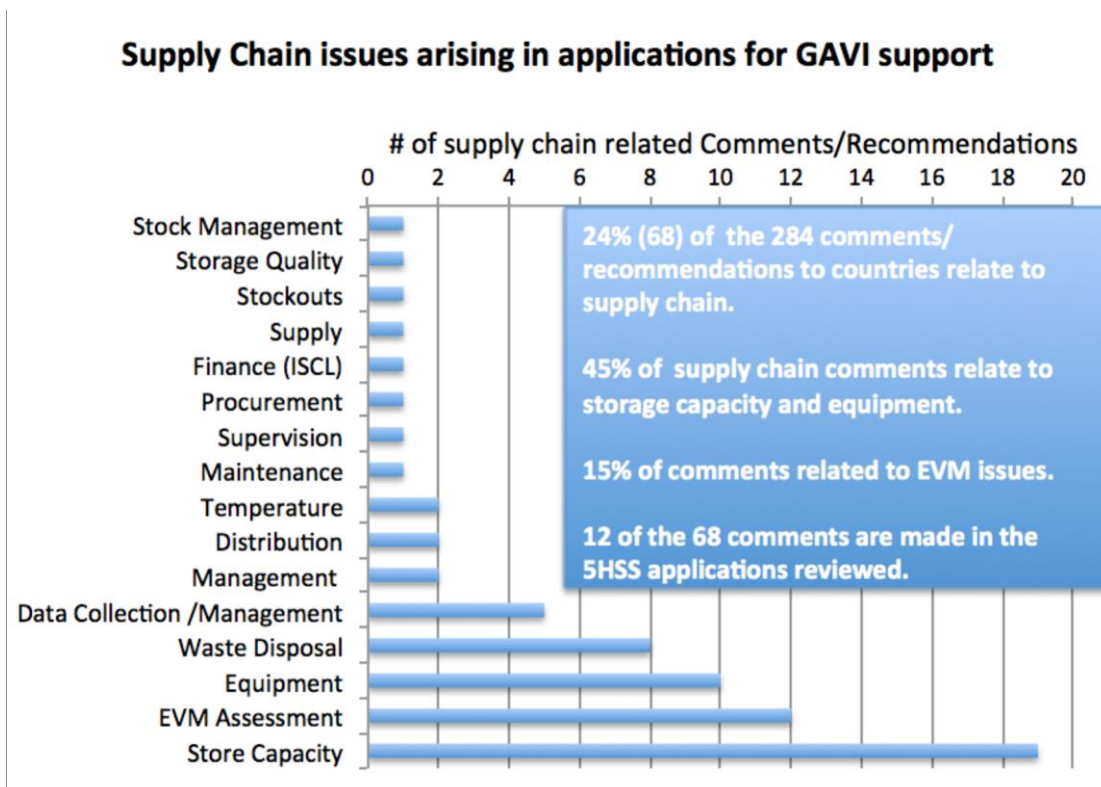 Supply Chain issues arising in applications for GAVI support
# of supply chain related Comments/Recommendations
0 2 4 6 8 10 12 14 16 18 20
Stock Management
Storage Quality
Stockouts
Supply
Finance (ISCL)
Procurement
Supervision
Maintenance
Temperature
Distribution
Management
Data Collection /Management
Waste Disposal
Equipment
EVM Assessment
Store Capacity
24% (68) of the 284 comments/
recommendations to countries relate to
supply chain.
45% of supply chain comments relate to
storage capacity and equipment.
15% of comments related to EVM issues.
12 of the 68 comments are made in the
5HSS applications reviewed.